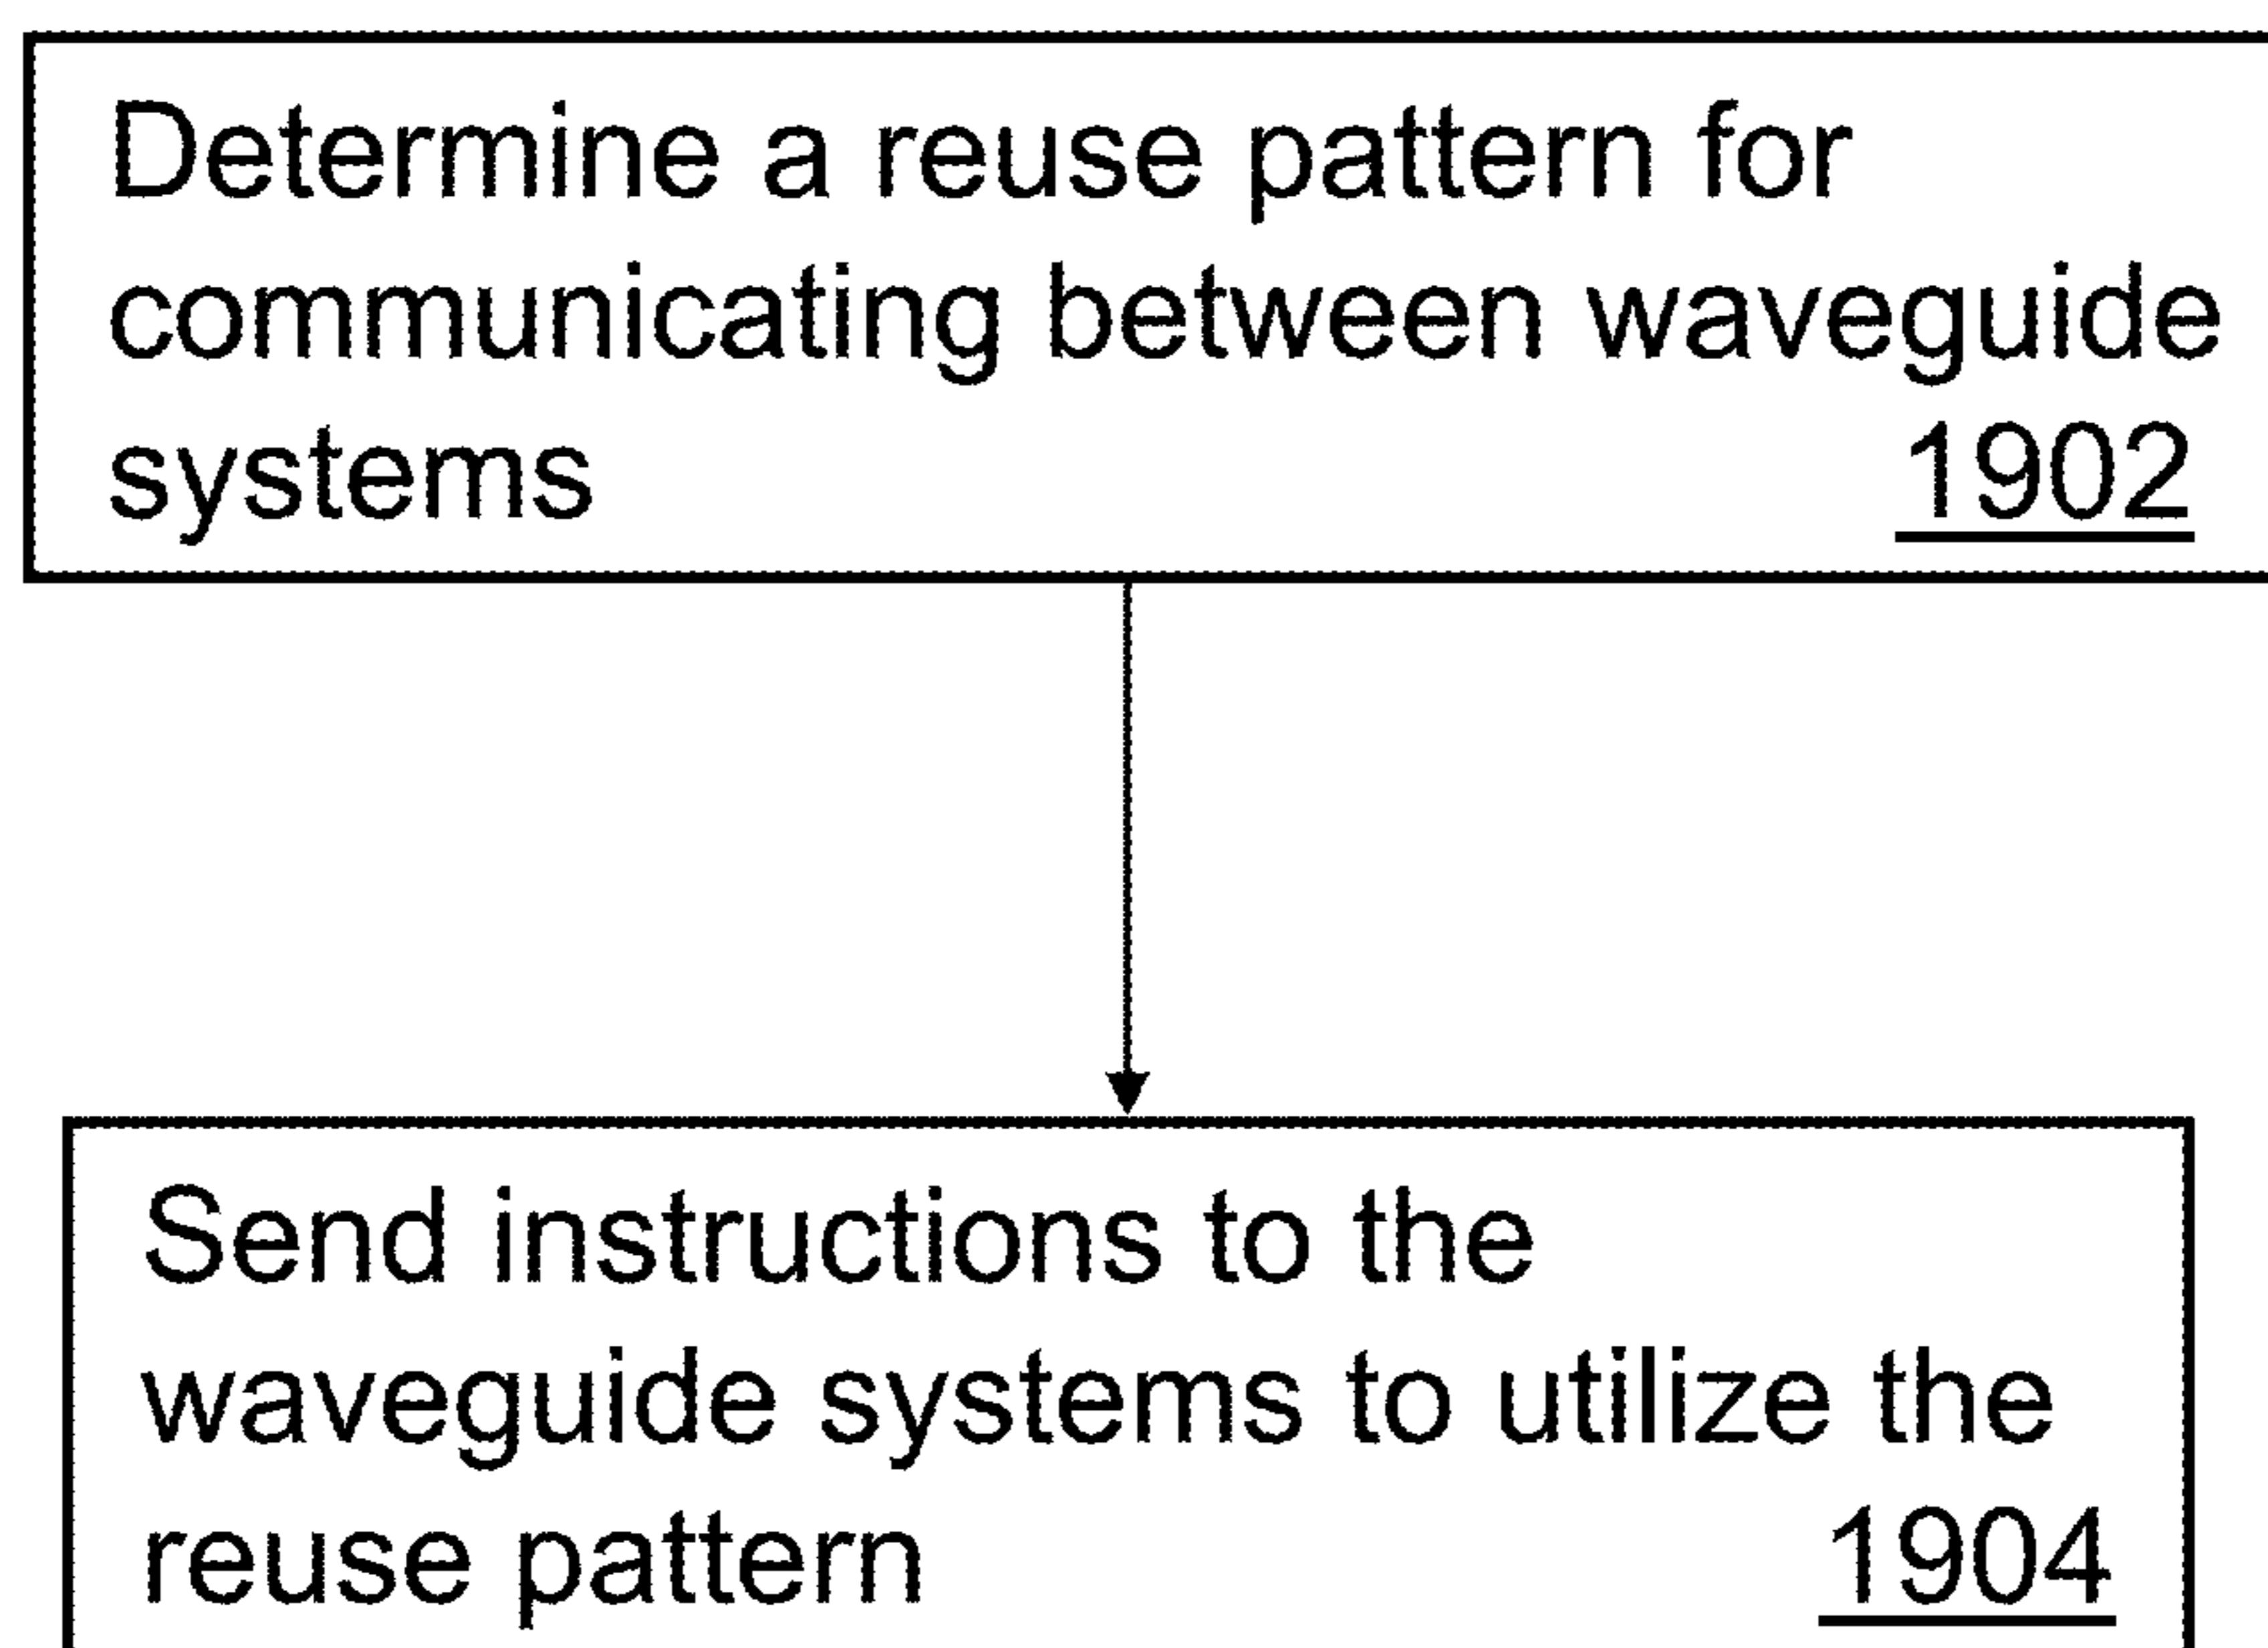 Determine a reuse pattern for
communicating between waveguide
systems 1902
Send instructions to the
waveguide systems to utilize the
reuse pattern 1904